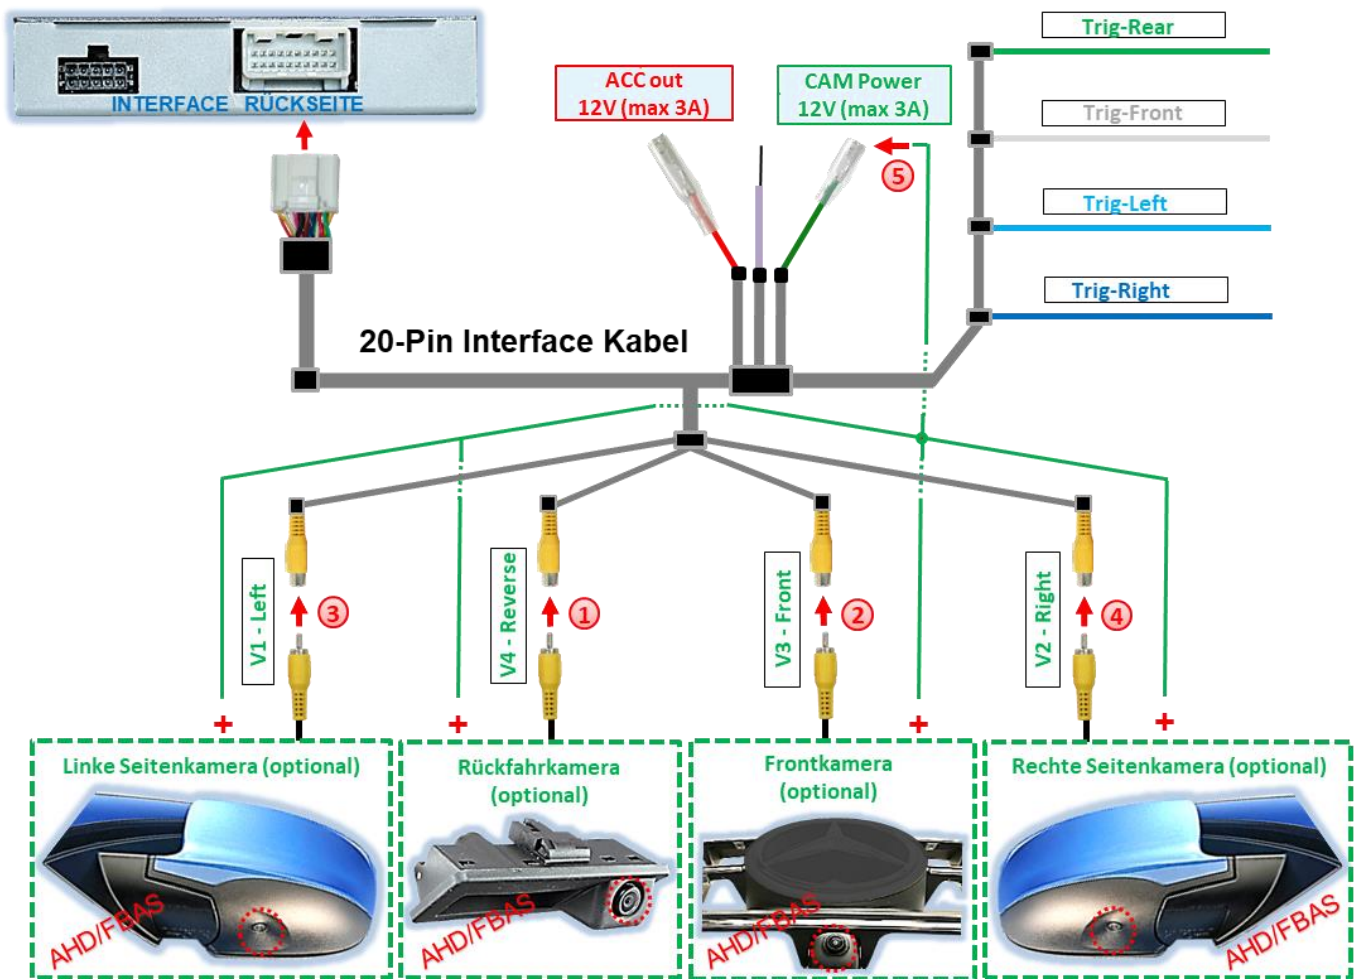 INTERFACE RÜCKSEITE
ACC out
12V (max 3A)
CAM Power
12V (max 3A)
Trig-Rear
Trig-Front
Trig-Left
Trig-Right
5
20-Pin Interface Kabel
V1 - Left
3
V4 - Reverse
1
V3 - Front
2
V2 - Right
4
+
+
+
+
Linke Seitenkamera (optional)
AHD/FBAS
Rückfahrkamera
(optional)
AHD/FBAS
Frontkamera
(optional)
AHD/FBAS
Rechte Seitenkamera (optional)
AHD/FBAS